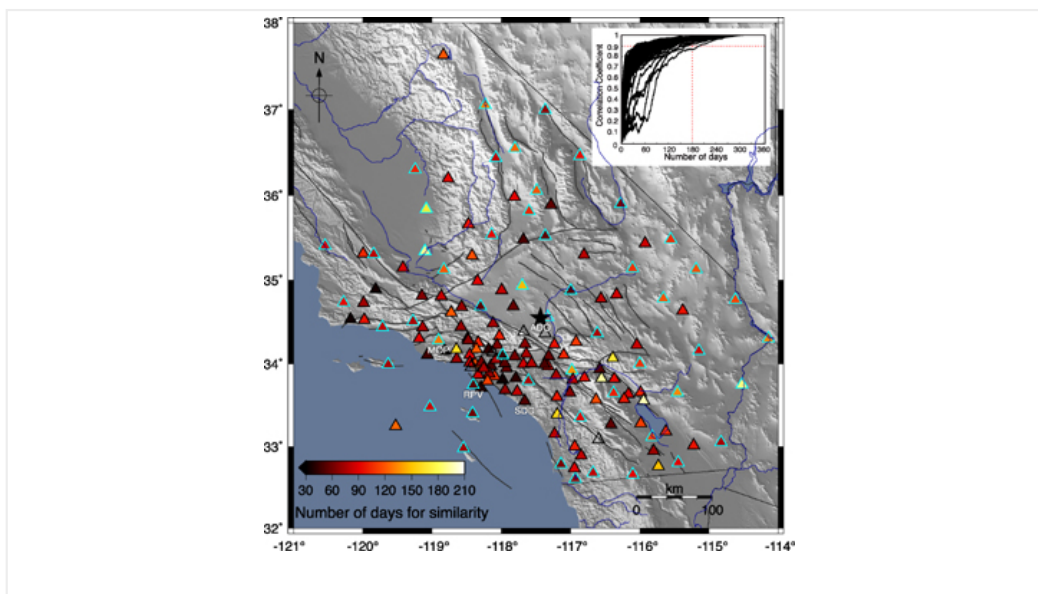 38°
37°
36°
35°
34°
33°
32°
-121° -120° -119° -118° -117° -116° -115° -114°
N
1
0.9
0.8
0.7
0.6
0.5
0.4
0.3
0.2
0.1
0
Correlation Coefficient
0 60 120 180 240 300 360
Number of days
ADO
RPV
30 60 90 120 150 180 210
Number of days for similarity
km
0 100